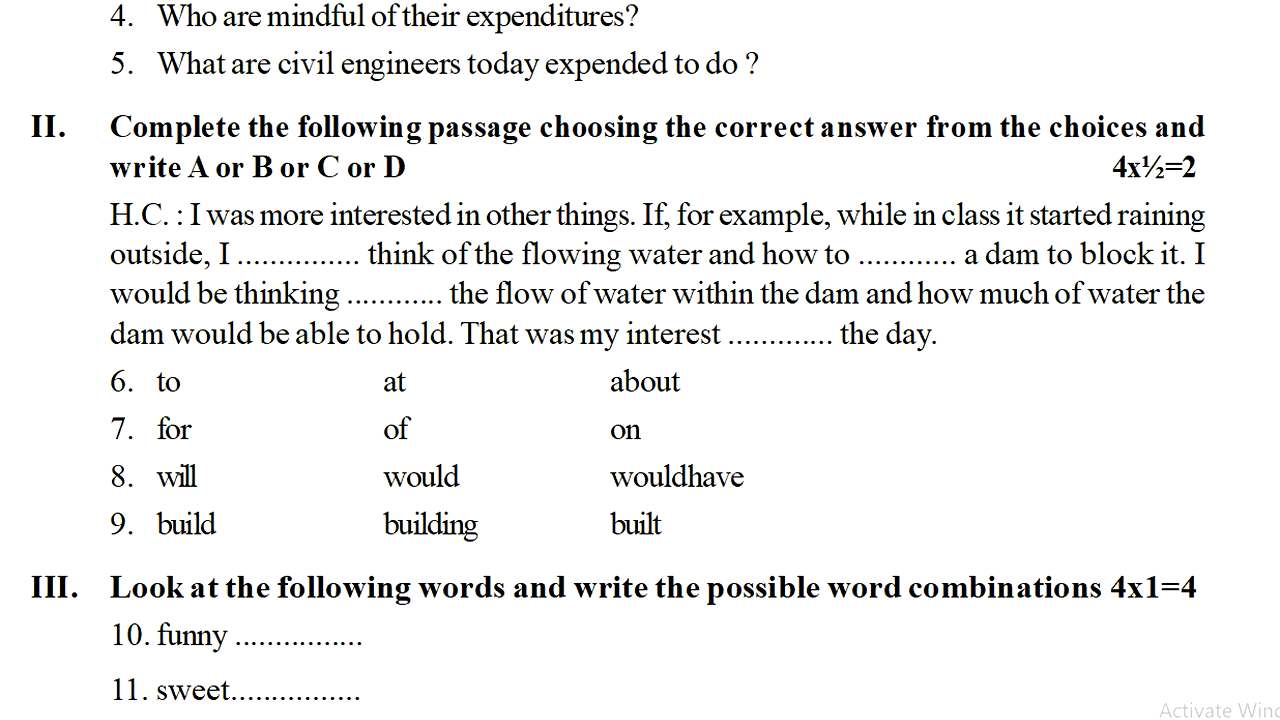 4. Who are mindful of their expenditures?
5. What are civil engineers today expended to do ?
II. Complete the following passage choosing the correct answer from the choices and
write A or B or C or D 4x½=2
H.C. : I was more interested in other things. If, for example, while in class it started raining
outside, I ............... think of the flowing water and how to ............ a dam to block it. I
would be thinking ............ the flow of water within the dam and how much of water the
dam would be able to hold. That was my interest ............. the day.
6. to at about
7. for of on
8. will would wouldhave
9. build building built
III. Look at the following words and write the possible word combinations 4x1=4
10. funny ................
11. sweet................
Activate Wind